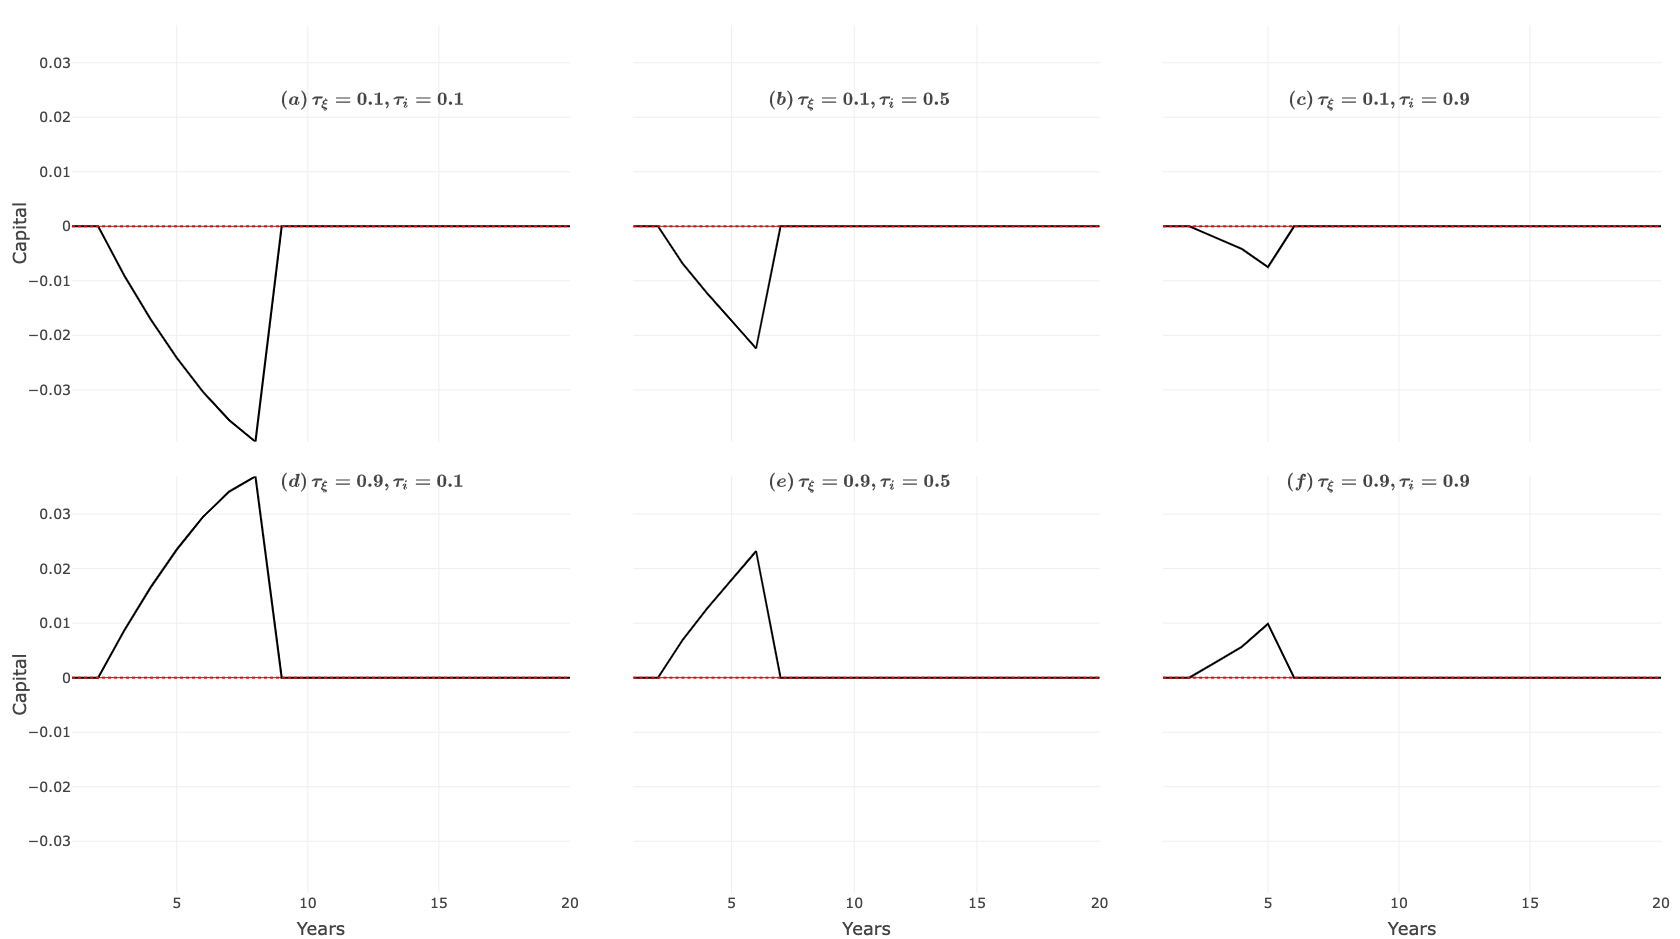 (a) τ_ξ = 0.1, τ_i = 0.1
(b) τ_ξ = 0.1, τ_i = 0.5
(c) τ_ξ = 0.1, τ_i = 0.9
0.03
0.02
0.01
0
−0.01
−0.02
−0.03
Capital
(d) τ_ξ = 0.9, τ_i = 0.1
(e) τ_ξ = 0.9, τ_i = 0.5
(f) τ_ξ = 0.9, τ_i = 0.9
0.03
0.02
0.01
0
−0.01
−0.02
−0.03
Capital
5 10 15 20
5 10 15 20
5 10 15 20
Years
Years
Years